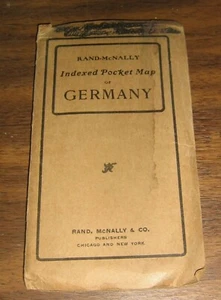 RAND-McNALLY
Indexed Pocket Map
OF
GERMANY
RAND, McNALLY & CO.
PUBLISHERS
CHICAGO AND NEW YORK